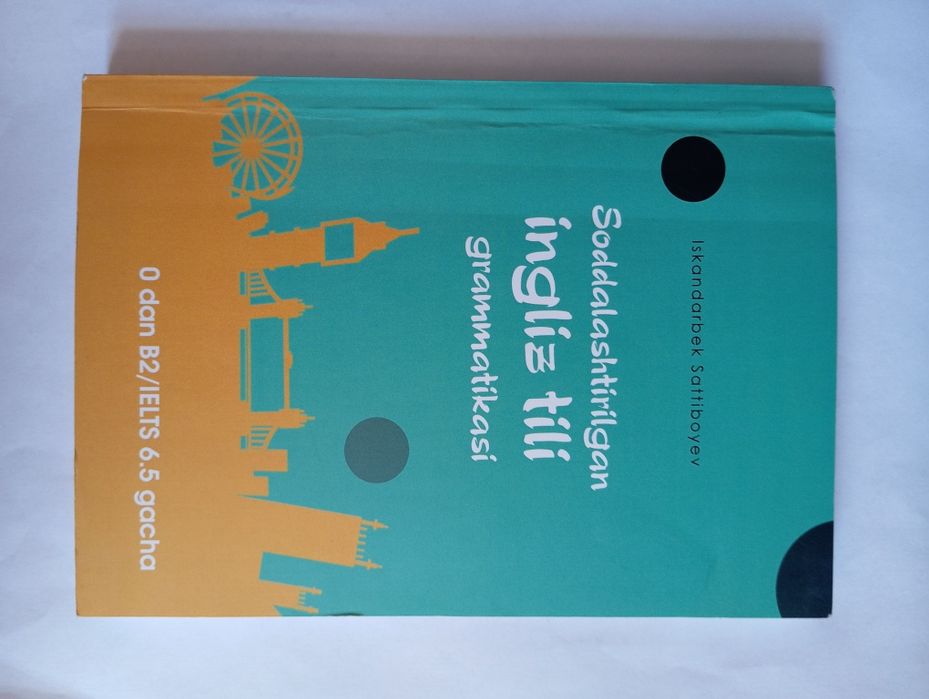 Iskandarbek Sattiboyev
Soddalashtirilgan
ingliz tili
grammatikasi
0 dan B2/IELTS 6.5 gacha